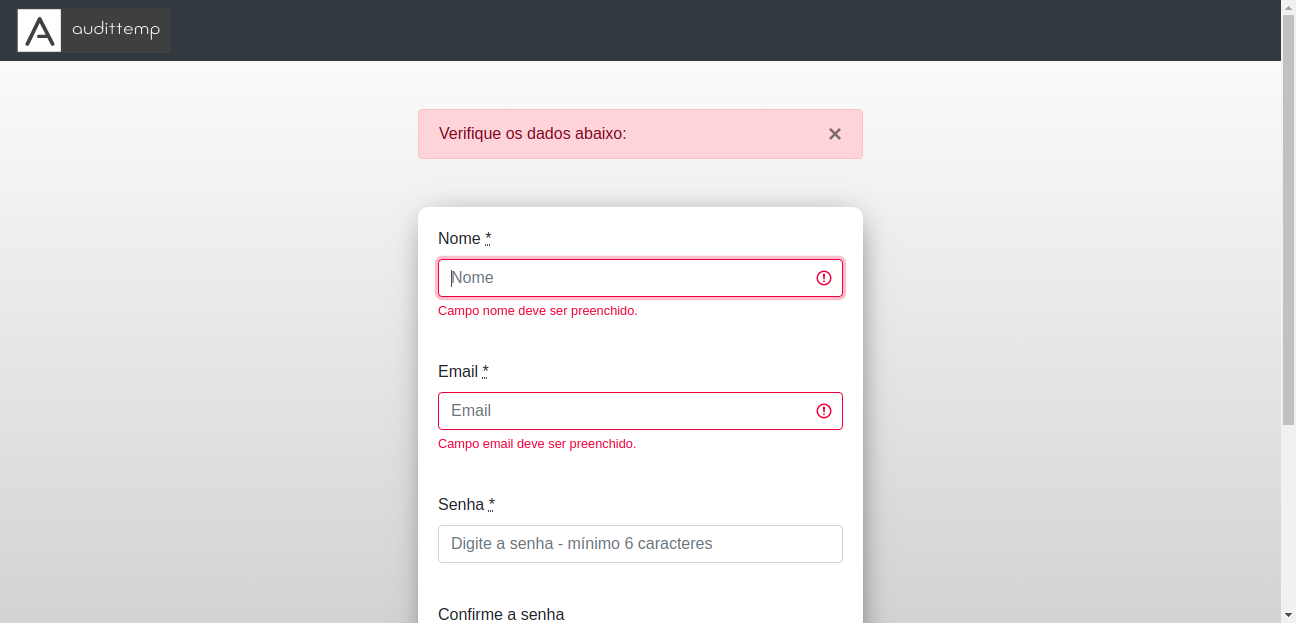 A audittemp
Verifique os dados abaixo: ×
Nome *
Nome
Campo nome deve ser preenchido.
Email *
Email
Campo email deve ser preenchido.
Senha *
Digite a senha - mínimo 6 caracteres
Confirme a senha